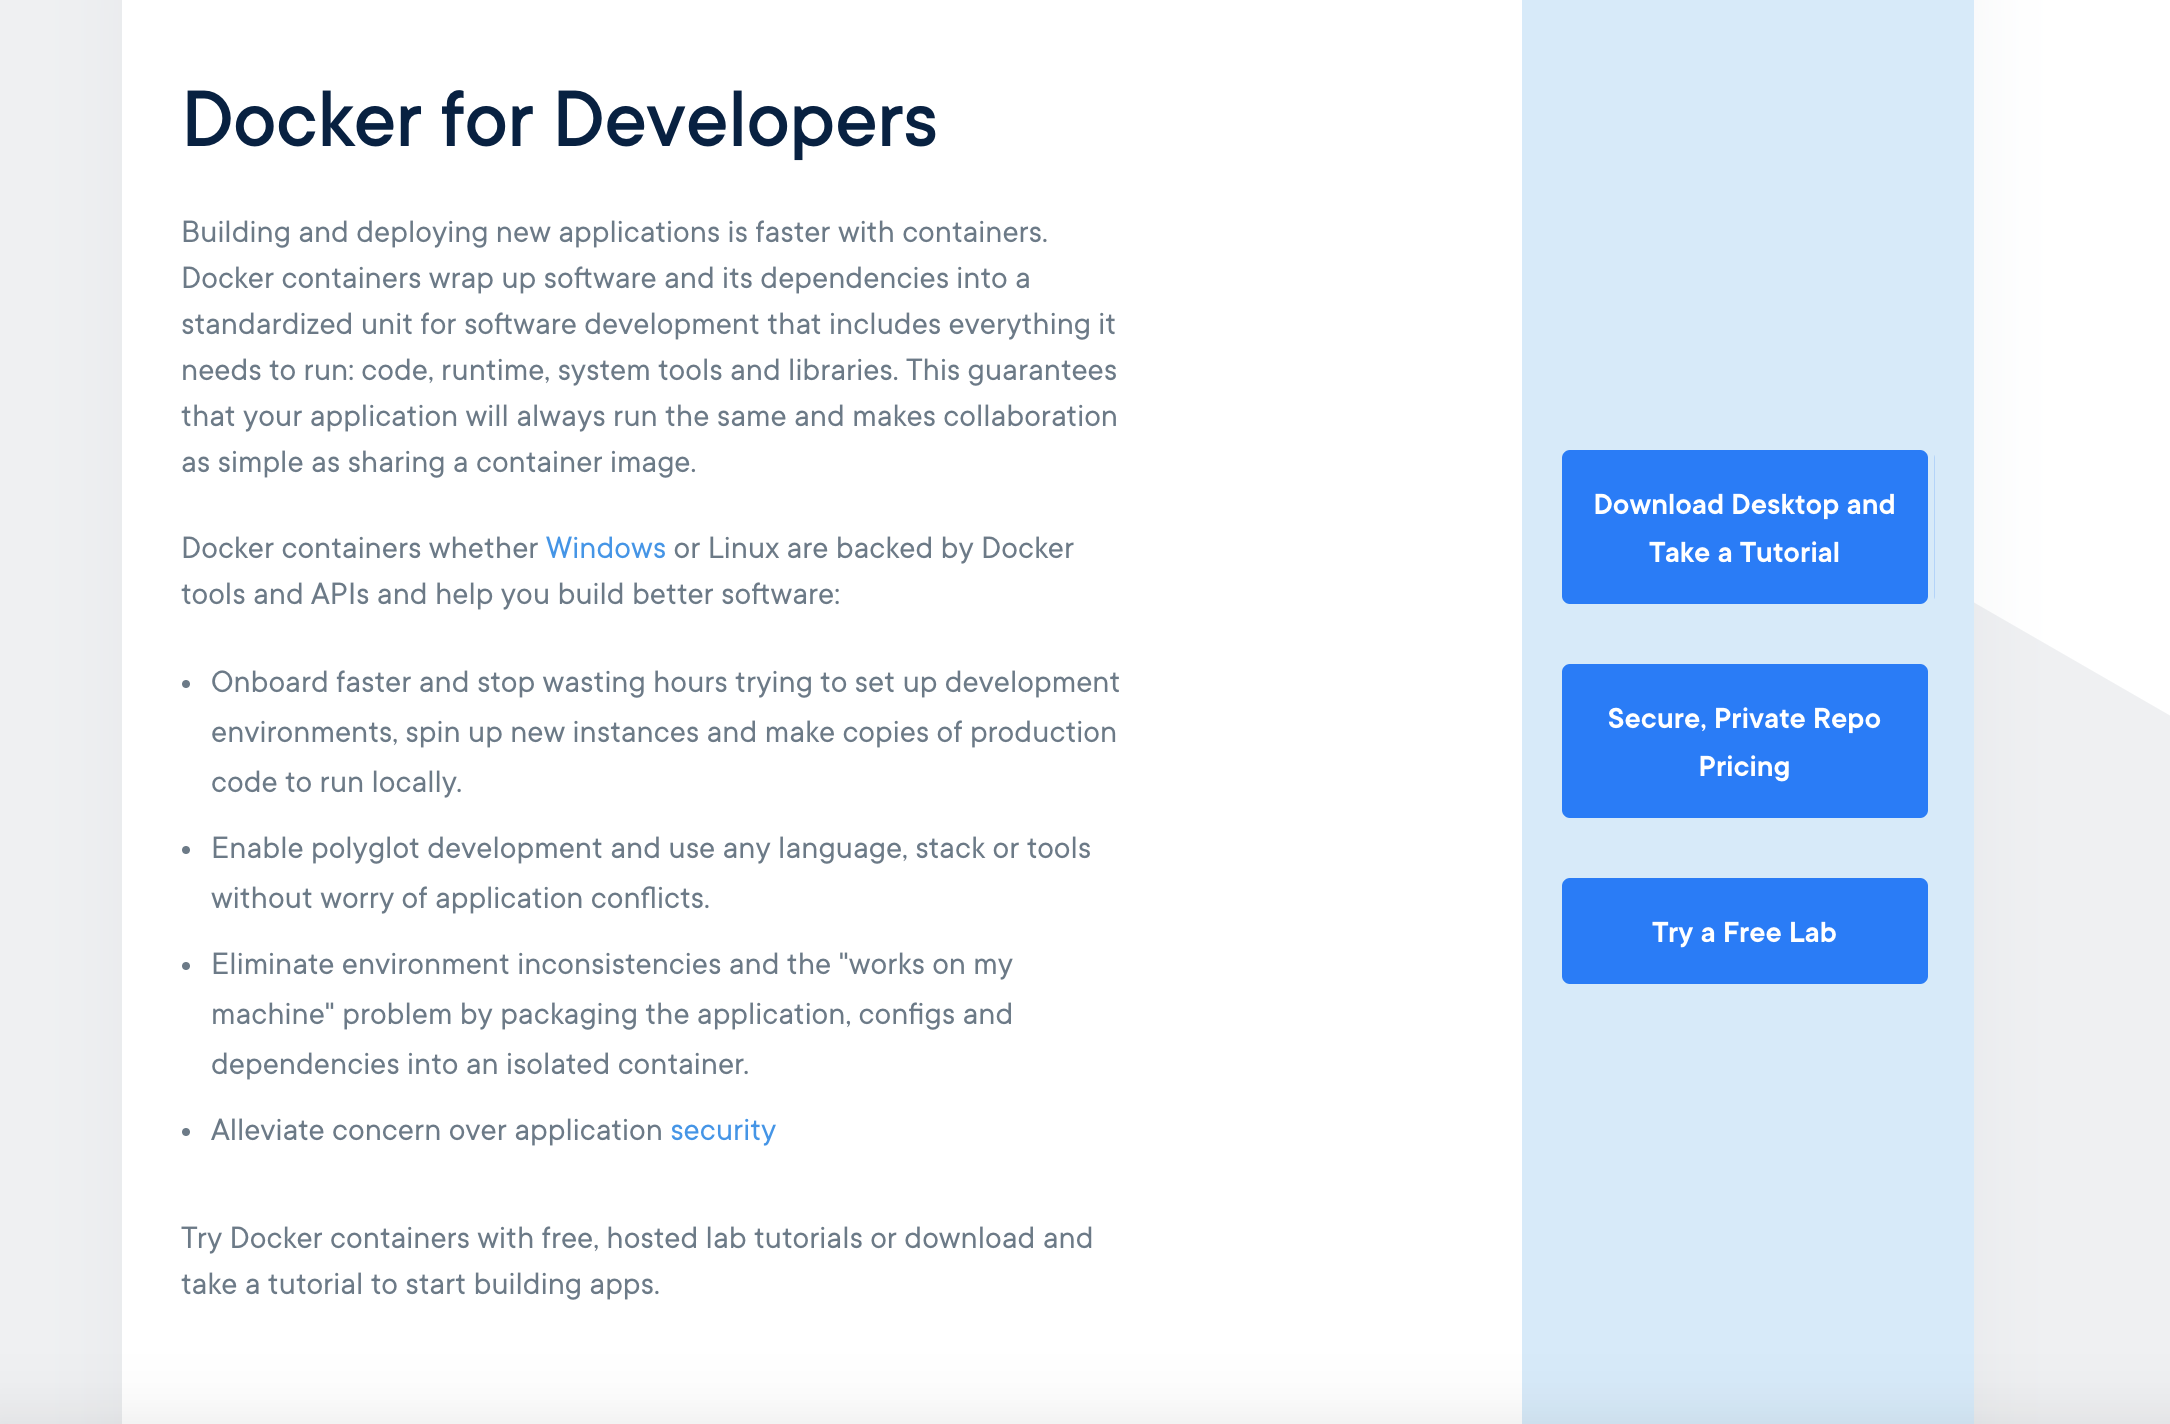 Docker for Developers
Building and deploying new applications is faster with containers.
Docker containers wrap up software and its dependencies into a
standardized unit for software development that includes everything it
needs to run: code, runtime, system tools and libraries. This guarantees
that your application will always run the same and makes collaboration
as simple as sharing a container image.
Docker containers whether Windows or Linux are backed by Docker
tools and APIs and help you build better software:
• Onboard faster and stop wasting hours trying to set up development
environments, spin up new instances and make copies of production
code to run locally.
• Enable polyglot development and use any language, stack or tools
without worry of application conflicts.
• Eliminate environment inconsistencies and the "works on my
machine" problem by packaging the application, configs and
dependencies into an isolated container.
• Alleviate concern over application security
Try Docker containers with free, hosted lab tutorials or download and
take a tutorial to start building apps.
Download Desktop and
Take a Tutorial
Secure, Private Repo
Pricing
Try a Free Lab